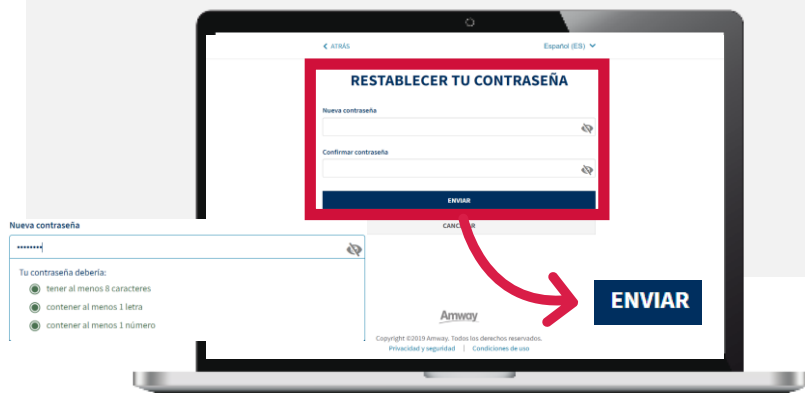 ATRÁS
Español (ES)
RESTABLECER TU CONTRASEÑA
Nueva contraseña
Confirmar contraseña
ENVIAR
Nueva contraseña
••••••••
Tu contraseña debería:
tener al menos 8 caracteres
contener al menos 1 letra
contener al menos 1 número
ENVIAR
Amway
Copyright ©2019 Amway. Todos los derechos reservados.
Privacidad y seguridad | Condiciones de uso